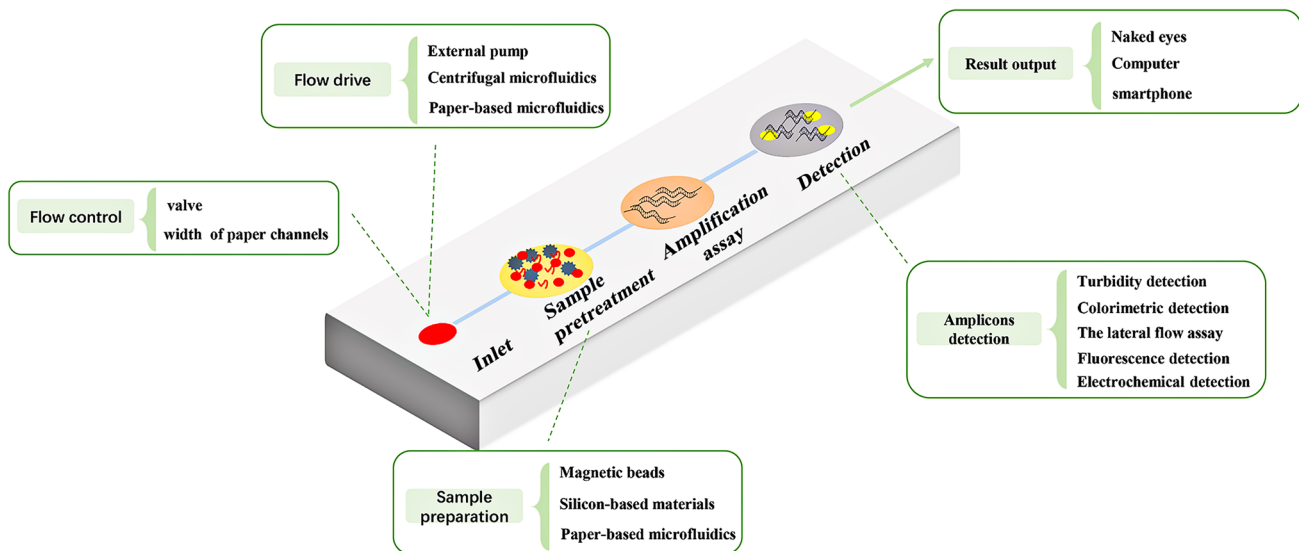 Flow drive
External pump
Centrifugal microfluidics
Paper-based microfluidics
Result output
Naked eyes
Computer
smartphone
Flow control
valve
width of paper channels
Inlet
Sample
pretreatment
Amplification
assay
Detection
Amplicons
detection
Turbidity detection
Colorimetric detection
The lateral flow assay
Fluorescence detection
Electrochemical detection
Sample
preparation
Magnetic beads
Silicon-based materials
Paper-based microfluidics